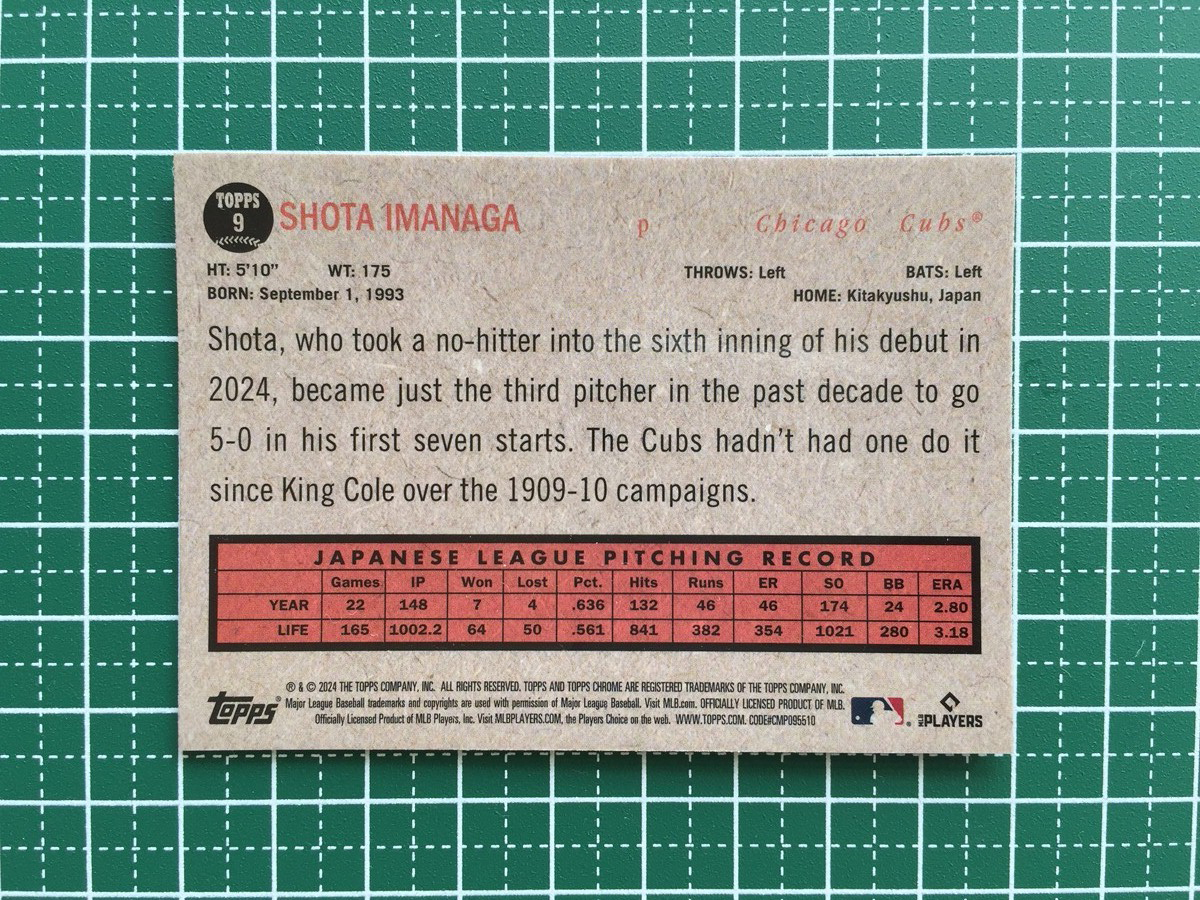 TOPPS
9
SHOTA IMANAGA p Chicago Cubs®
HT: 5'10" WT: 175 THROWS: Left BATS: Left
BORN: September 1, 1993 HOME: Kitakyushu, Japan
Shota, who took a no-hitter into the sixth inning of his debut in
2024, became just the third pitcher in the past decade to go
5-0 in his first seven starts. The Cubs hadn't had one do it
since King Cole over the 1909-10 campaigns.
JAPANESE LEAGUE PITCHING RECORD
Games IP Won Lost Pct. Hits Runs ER SO BB ERA
YEAR 22 148 7 4 .636 132 46 46 174 24 2.80
LIFE 165 1002.2 64 50 .561 841 382 354 1021 280 3.18
® & © 2024 THE TOPPS COMPANY, INC. ALL RIGHTS RESERVED. TOPPS AND TOPPS CHROME ARE REGISTERED TRADEMARKS OF THE TOPPS COMPANY, INC.
Major League Baseball trademarks and copyrights are used with permission of Major League Baseball. Visit MLB.com. OFFICIALLY LICENSED PRODUCT OF MLB.
Officially Licensed Product of MLB Players, Inc. Visit MLBPLAYERS.COM, the Players Choice on the web. WWW.TOPPS.COM. CODE#CMP095510
Topps®
MLB PLAYERS